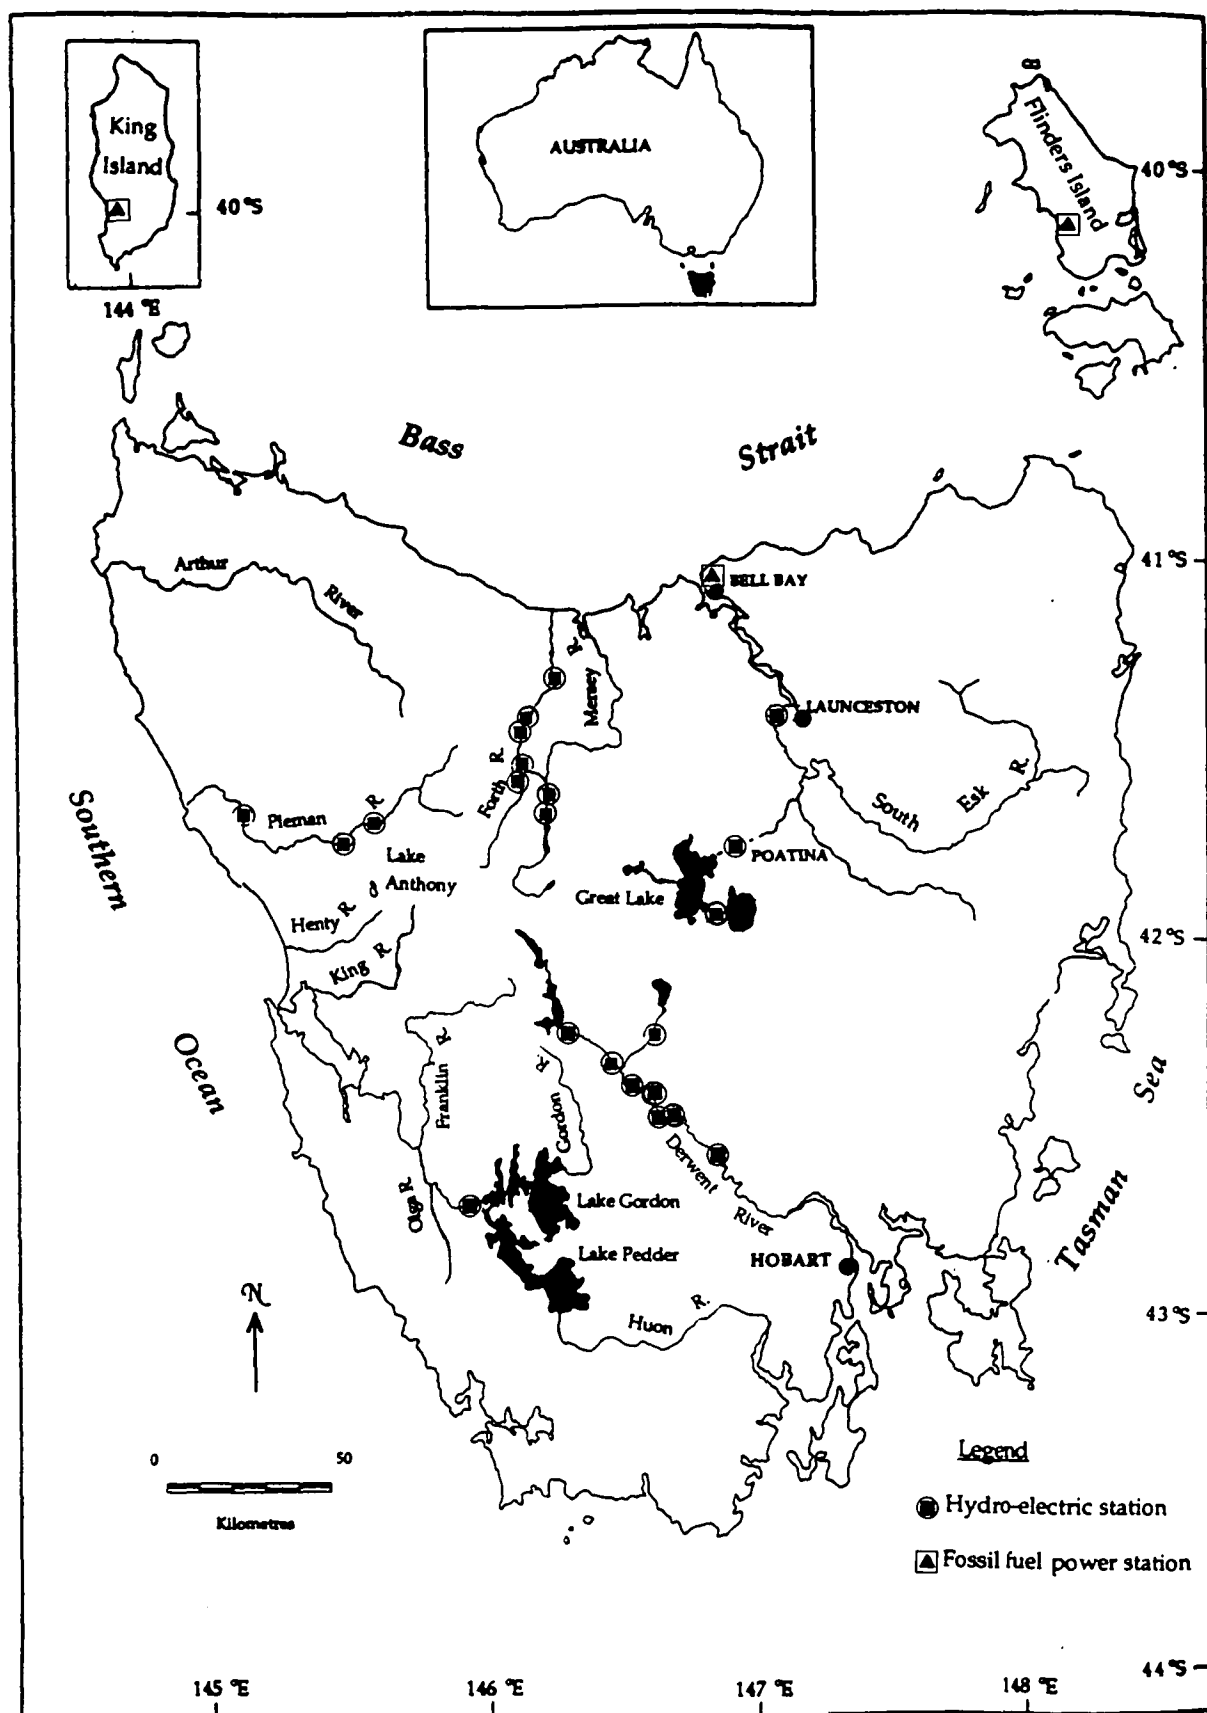 King
Island
40 °S
144 °E
AUSTRALIA
Flinders Island
40 °S
Bass Strait
Arthur River
41 °S
BELL BAY
Mersey R.
LAUNCESTON
Forth R.
South Esk R.
Pieman R
POATINA
Lake
Anthony
Great Lake
Henty R
42 °S
King R
Southern Ocean
Franklin R.
Gordon R.
Derwent River
Olga R.
Lake Gordon
Lake Pedder
HOBART
Tasman Sea
N
Huon R.
43 °S
0 50
Kilometres
Legend
Hydro-electric station
Fossil fuel power station
44 °S
145 °E 146 °E 147 °E 148 °E